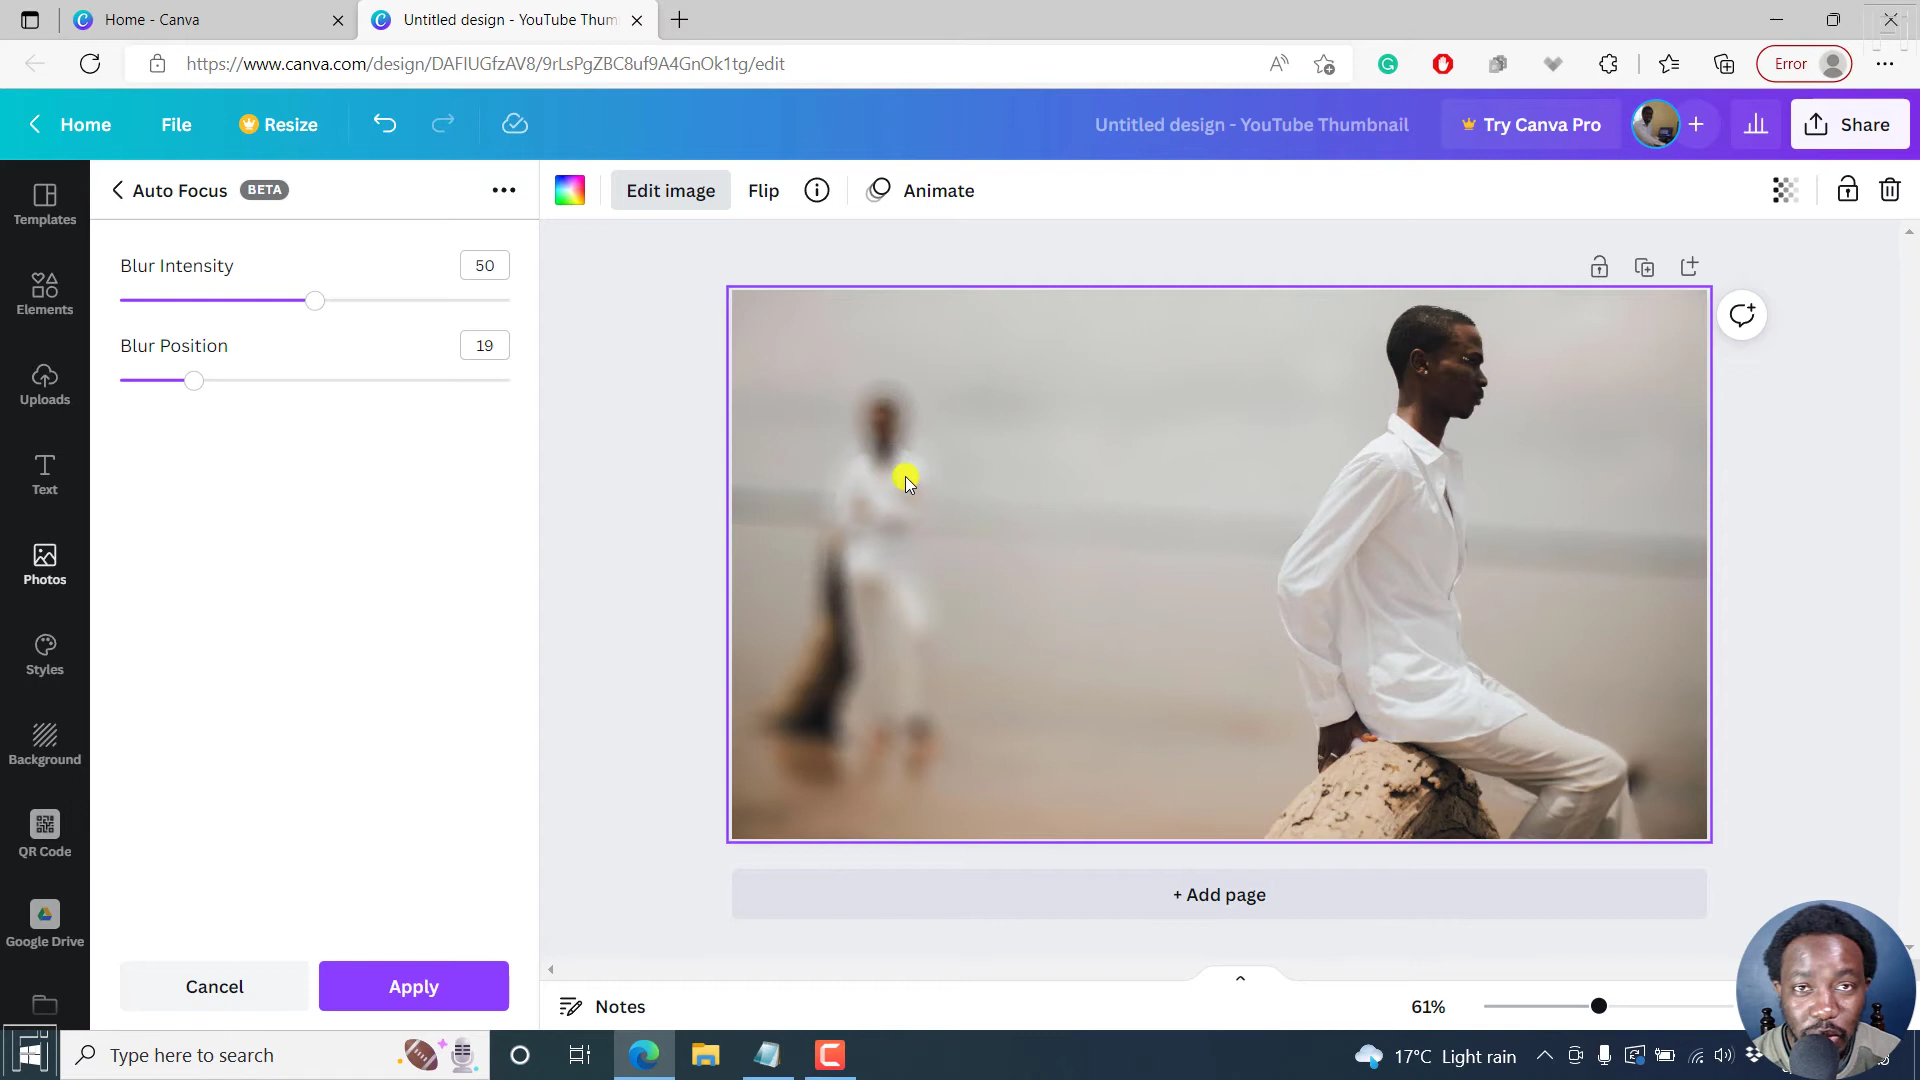 Home - Canva
Untitled design - YouTube Thum
https://www.canva.com/design/DAFIUGfzAV8/9rLsPgZBC8uf9A4GnOk1tg/edit
Error
Home
File
Resize
Untitled design - YouTube Thumbnail
Try Canva Pro
Share
Templates
Elements
Uploads
Text
Photos
Styles
Background
QR Code
Google Drive
Auto Focus BETA
Blur Intensity 50
Blur Position 19
Cancel
Apply
Edit image
Flip
Animate
+ Add page
Notes
61%
Type here to search
17°C Light rain